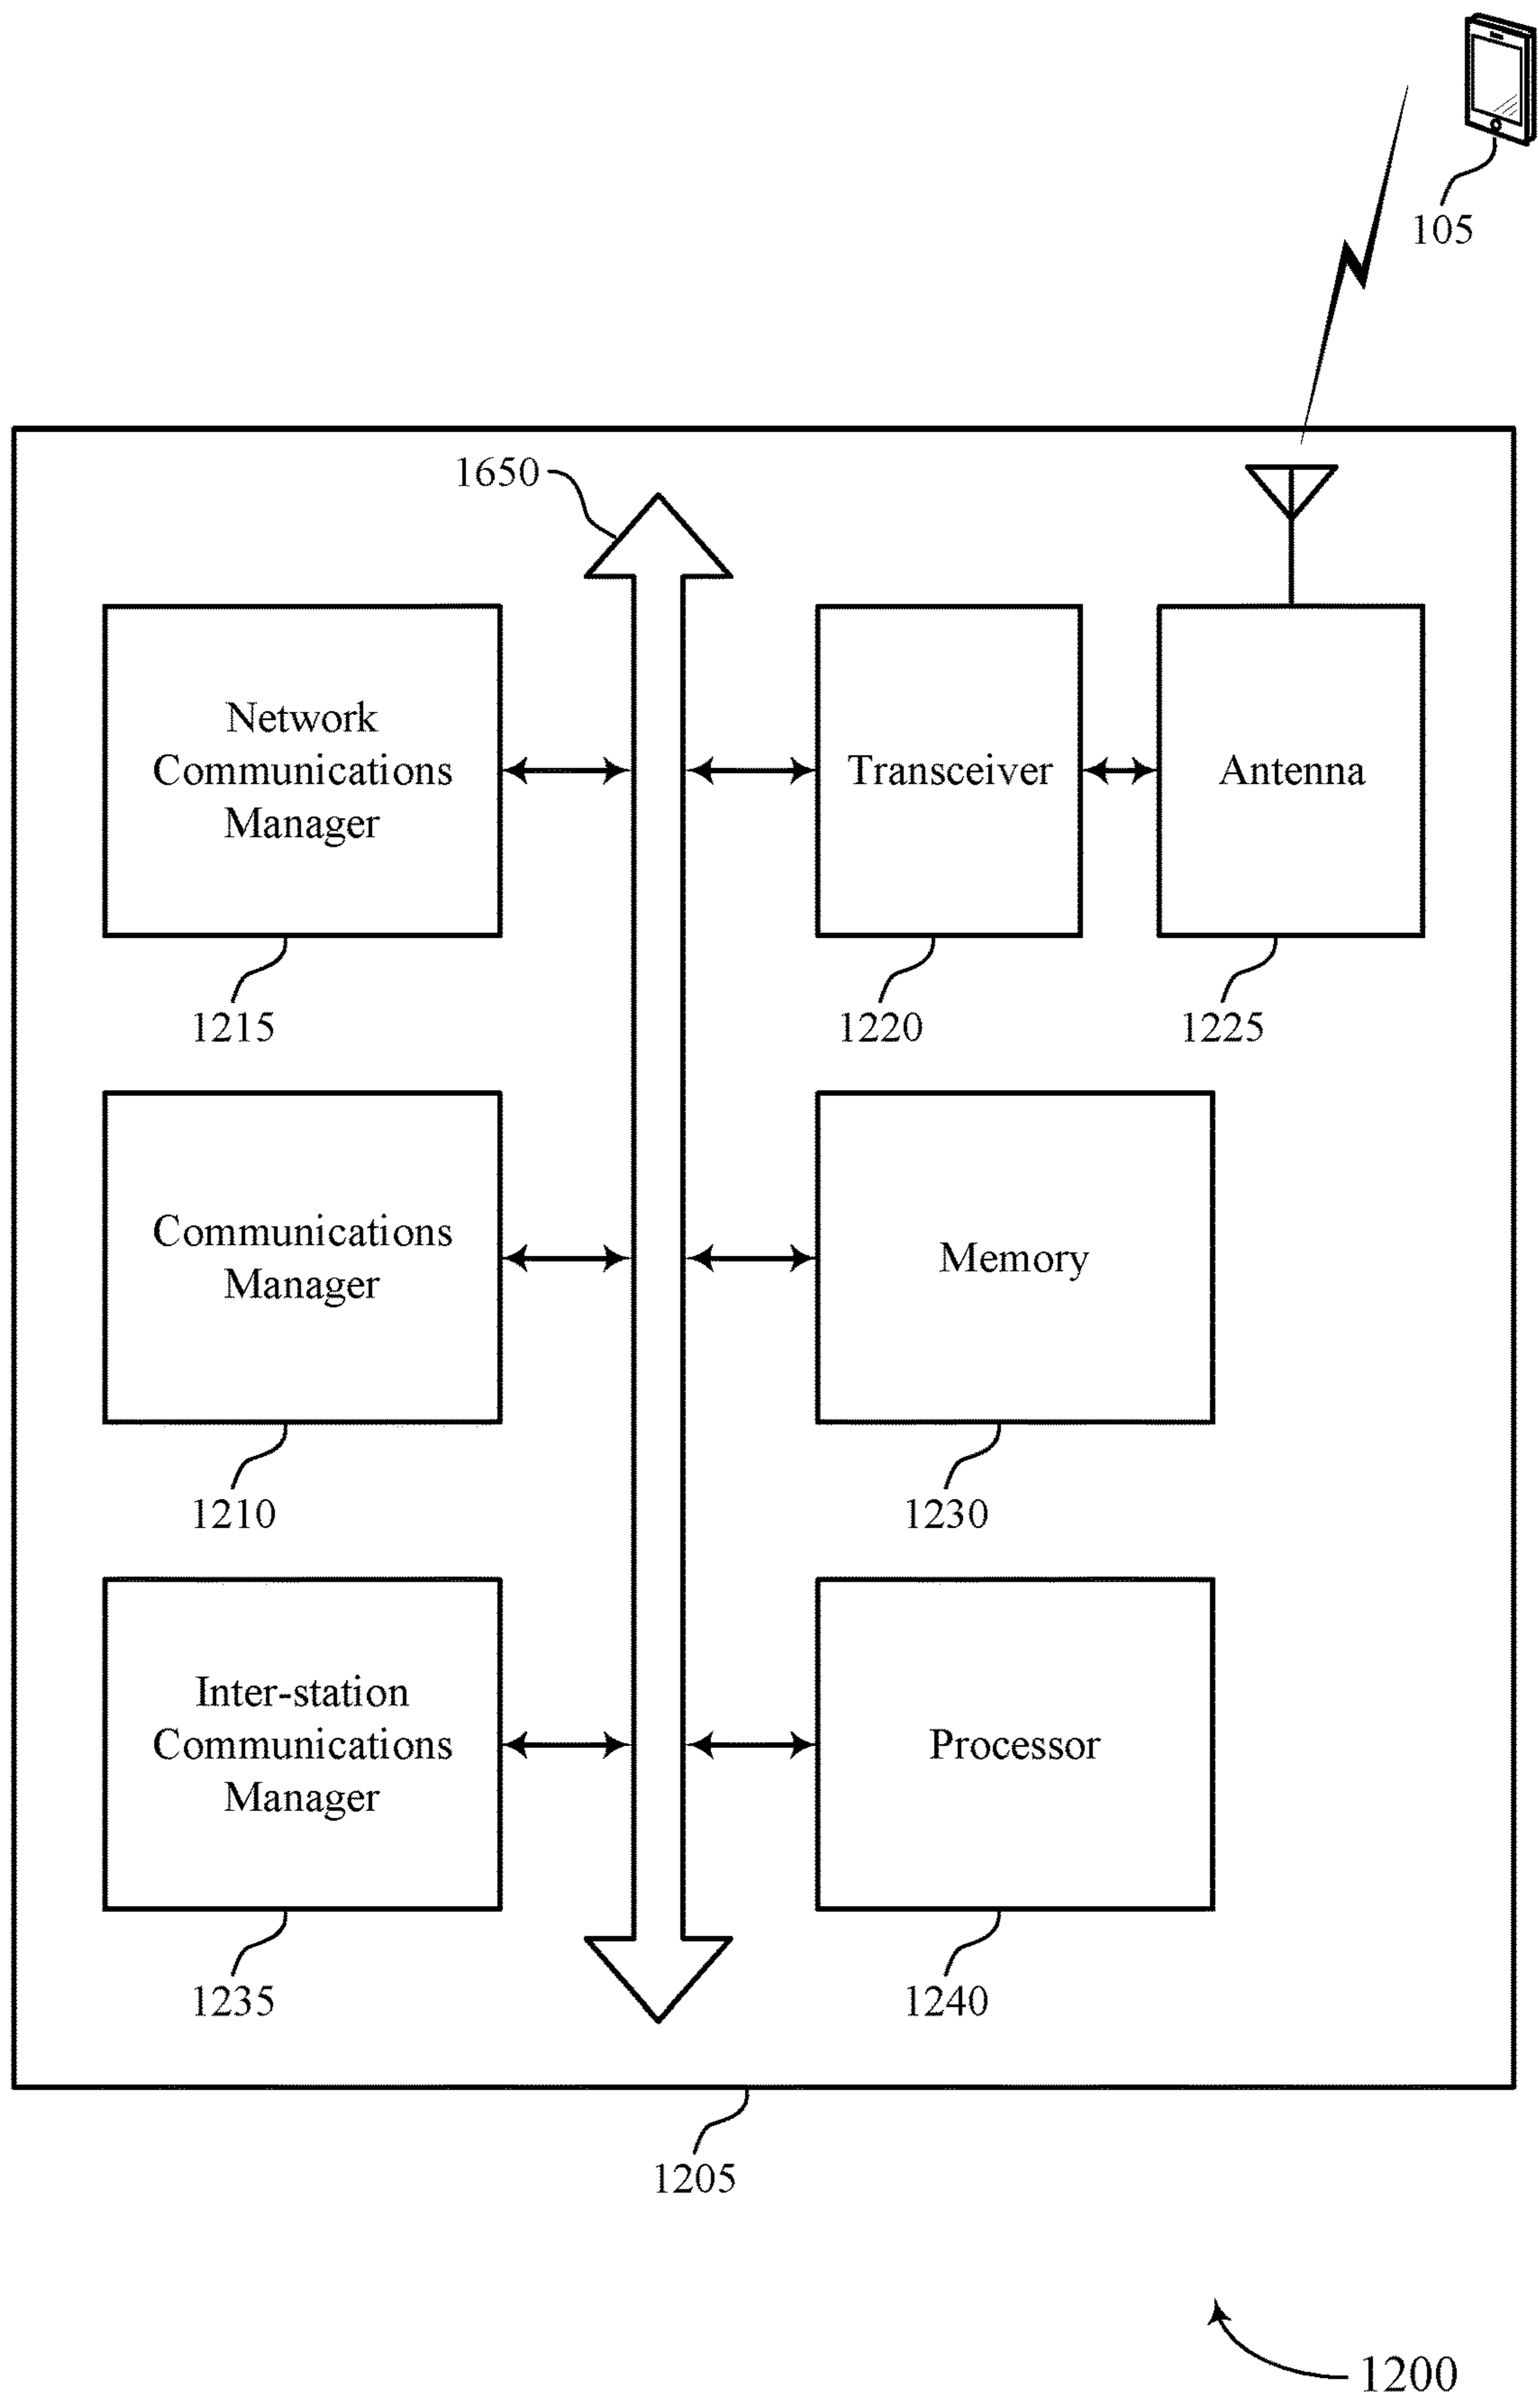 105
1650
Network
Communications
Manager
Transceiver
Antenna
1215
1220
1225
Communications
Manager
Memory
1210
1230
Inter-station
Communications
Manager
Processor
1235
1240
1205
1200